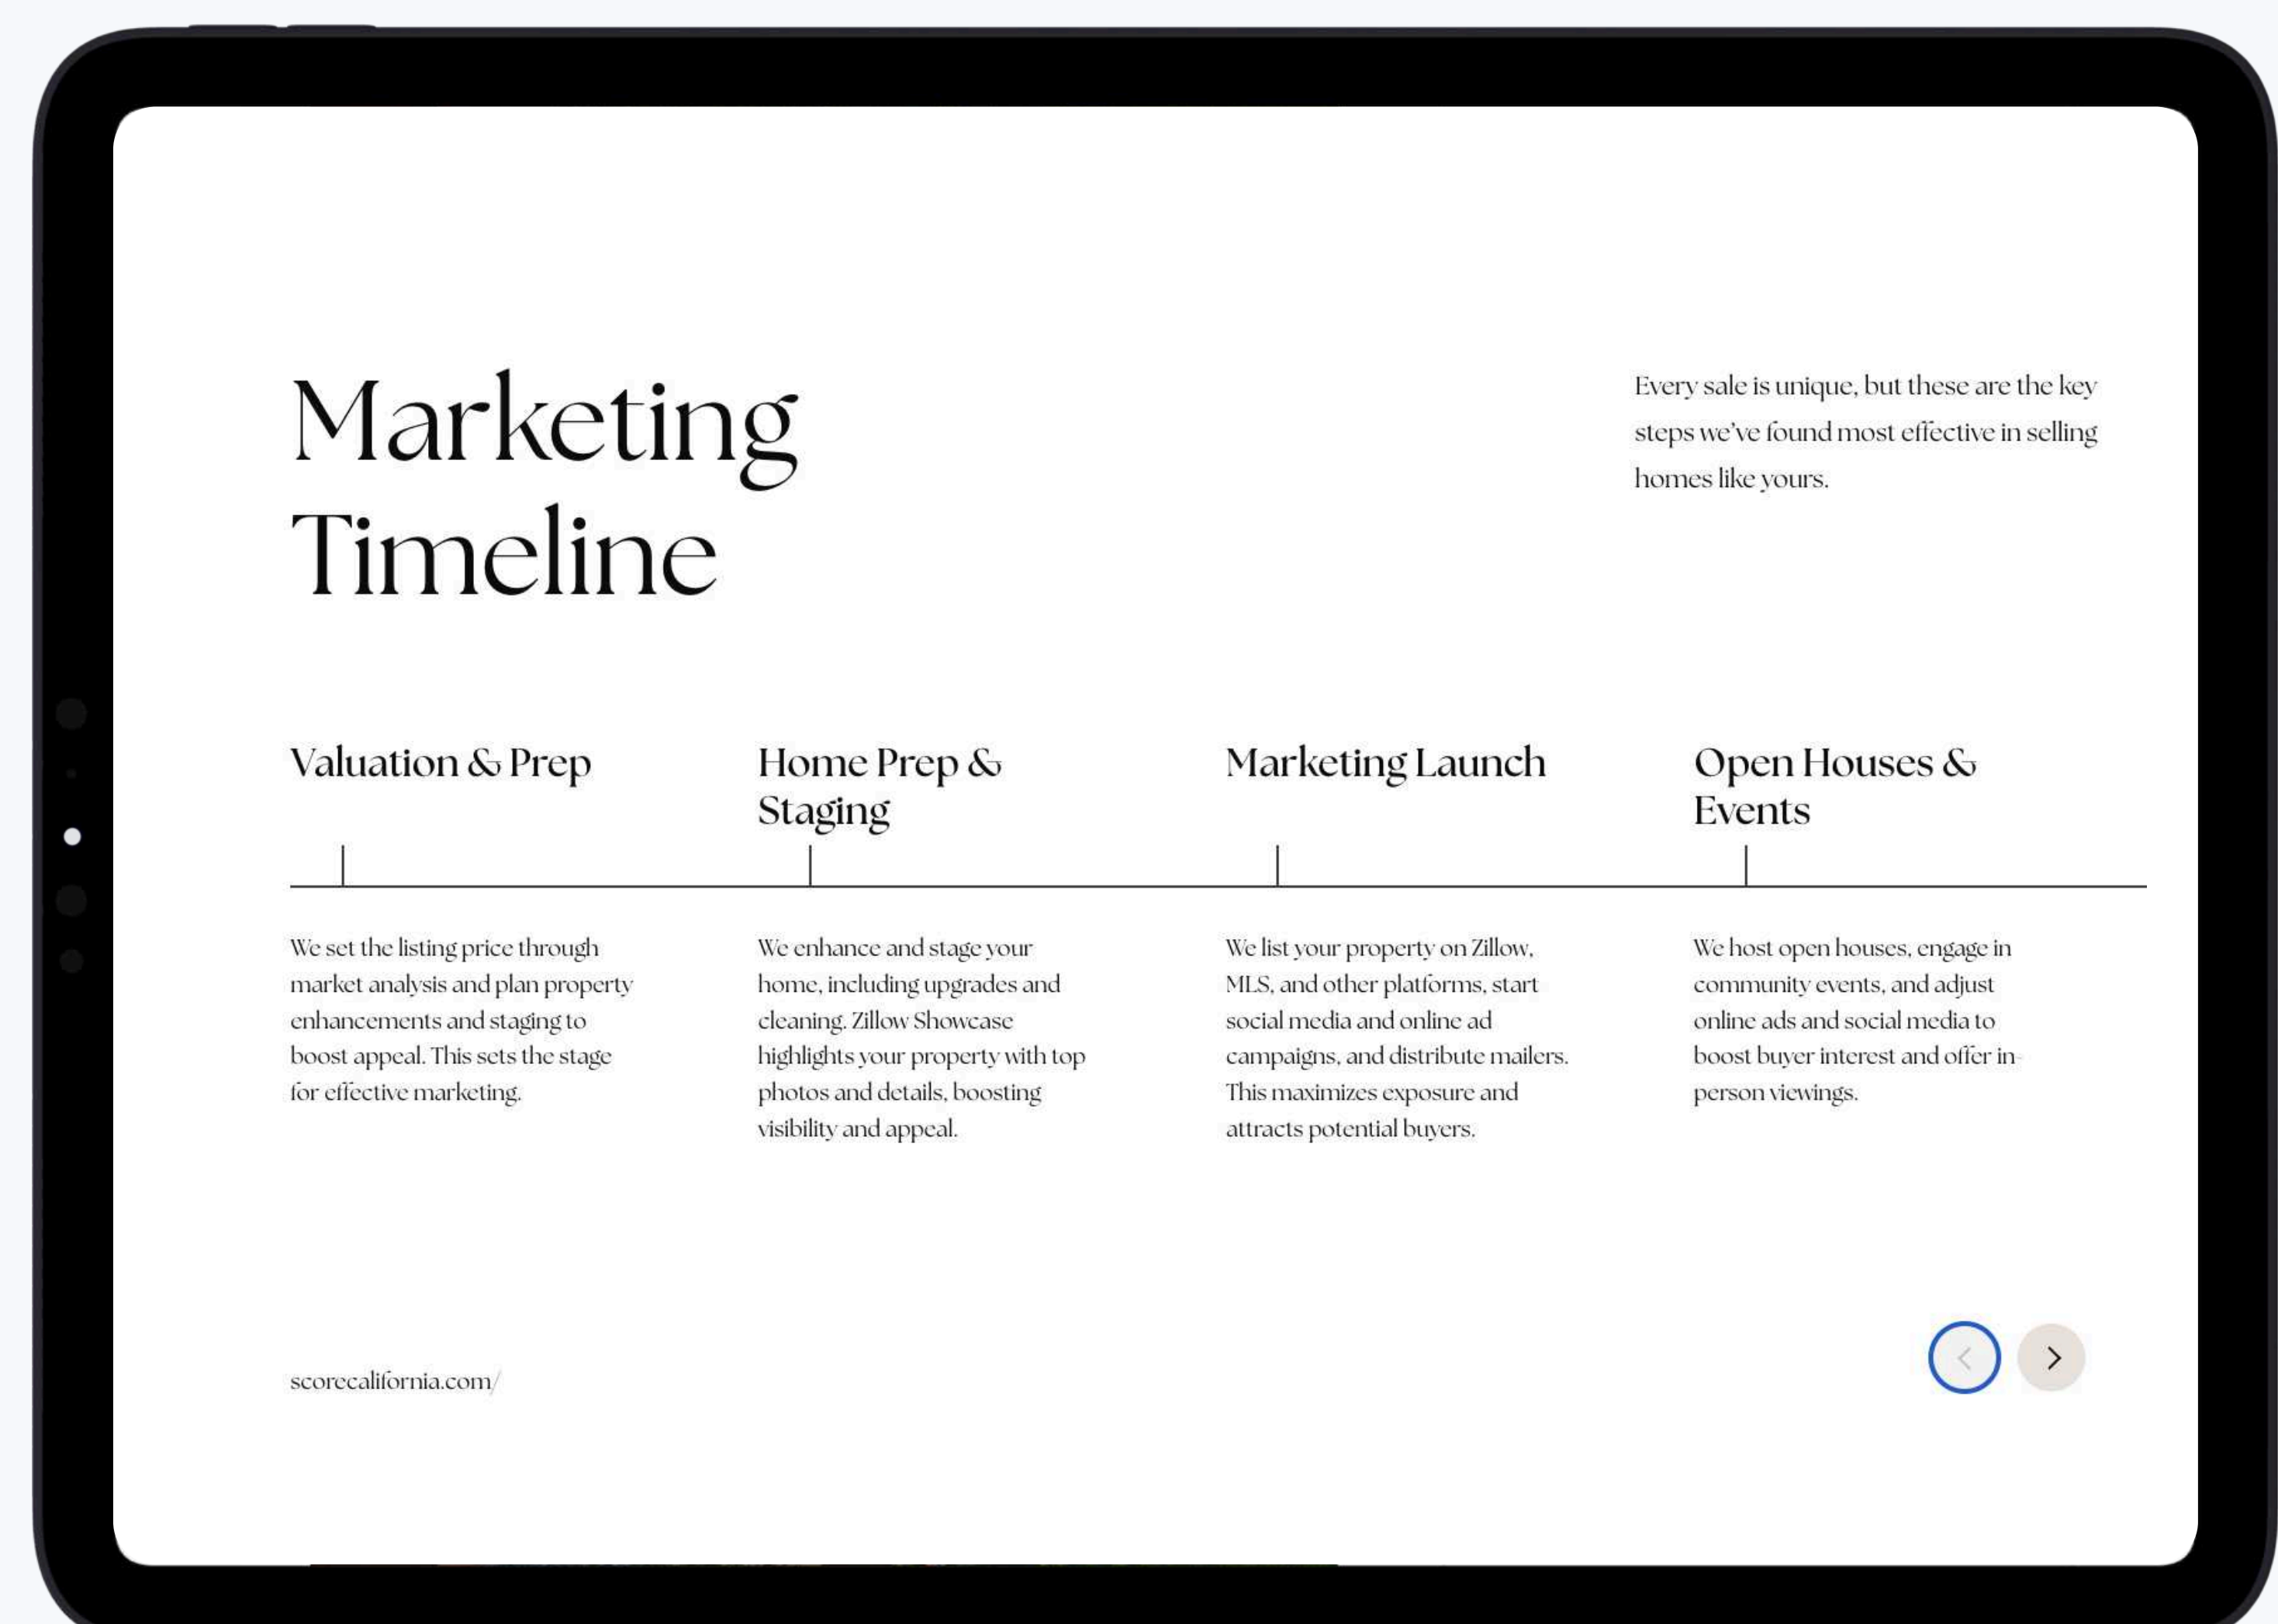 Marketing
Timeline
Every sale is unique, but these are the key
steps we've found most effective in selling
homes like yours.
Valuation & Prep
We set the listing price through
market analysis and plan property
enhancements and staging to
boost appeal. This sets the stage
for effective marketing.
Home Prep &
Staging
We enhance and stage your
home, including upgrades and
cleaning. Zillow Showcase
highlights your property with top
photos and details, boosting
visibility and appeal.
Marketing Launch
We list your property on Zillow,
MLS, and other platforms, start
social media and online ad
campaigns, and distribute mailers.
This maximizes exposure and
attracts potential buyers.
Open Houses &
Events
We host open houses, engage in
community events, and adjust
online ads and social media to
boost buyer interest and offer in-
person viewings.
scorecalifornia.com/